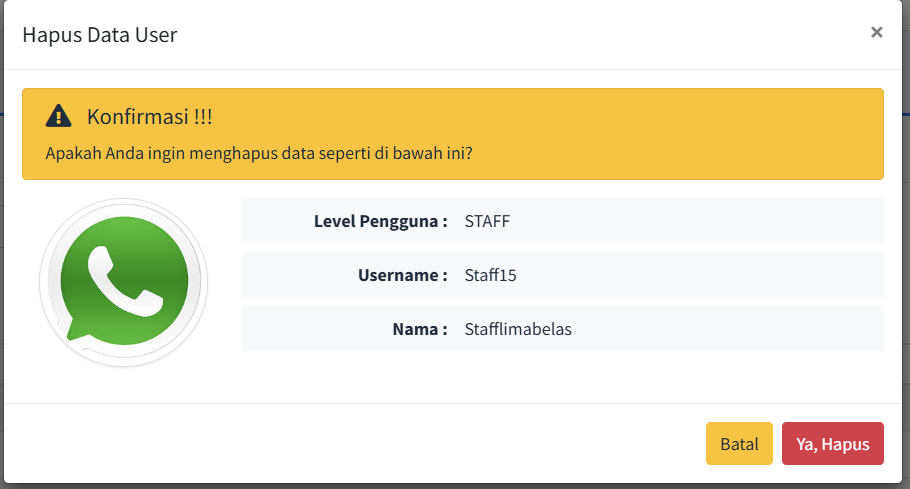 Hapus Data User
×
Konfirmasi !!!
Apakah Anda ingin menghapus data seperti di bawah ini?
Level Pengguna : STAFF
Username : Staff15
Nama : Stafflimabelas
Batal
Ya, Hapus